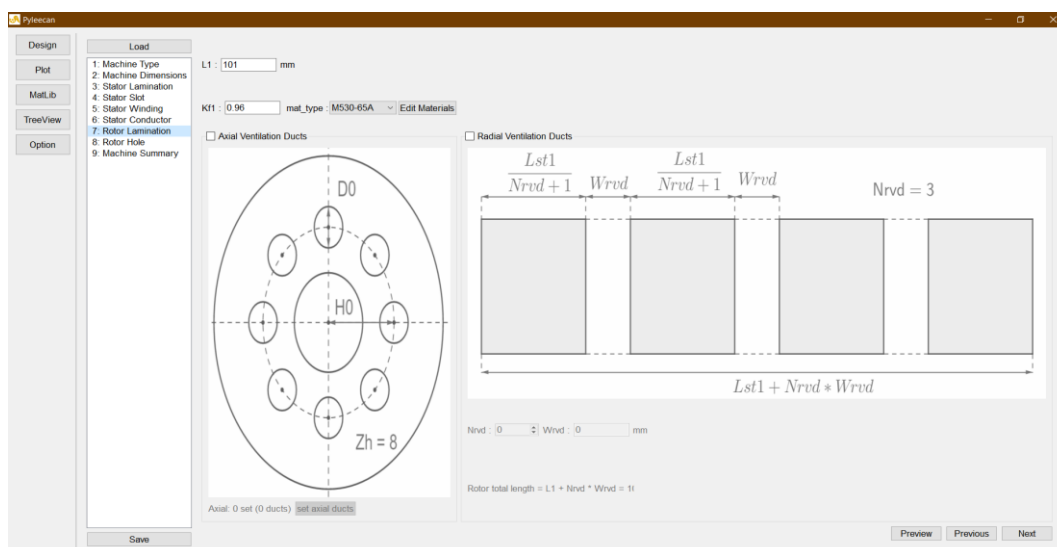 Pyleecan
Design
Plot
MatLib
TreeView
Option
Load
1: Machine Type
2: Machine Dimensions
3: Stator Lamination
4: Stator Slot
5: Stator Winding
6: Stator Conductor
7: Rotor Lamination
8: Rotor Hole
9: Machine Summary
Save
L1 : 101 mm
Kf1 : 0.96 mat_type : M530-65A Edit Materials
Axial Ventilation Ducts
D0
H0
Zh = 8
Axial: 0 set (0 ducts) set axial ducts
Radial Ventilation Ducts
Lst1 Lst1
Nrvd + 1 Wrvd Nrvd + 1 Wrvd Nrvd = 3
Lst1 + Nrvd * Wrvd
Nrvd : 0 Wrvd : 0 mm
Rotor total length = L1 + Nrvd * Wrvd =
Preview Previous Next